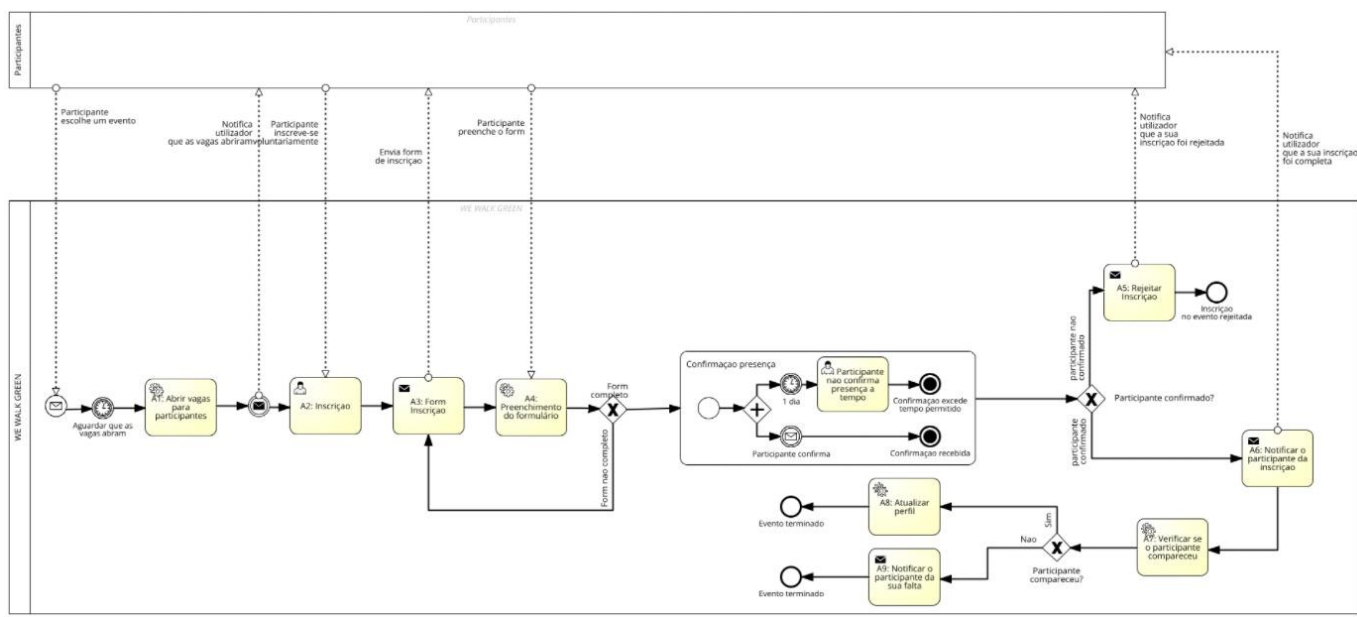 Participantes
Participantes
Participante
escolhe um evento
Notifica
utilizador
que as vagas abriram
Participante
inscreve-se
voluntariamente
Envia form
de inscriçao
Participante
preenche o form
Notifica
utilizador
que a sua
inscriçao foi rejeitada
Notifica
utilizador
que a sua inscriçao
foi completa
WE WALK GREEN
WE WALK GREEN
Aguardar que as
vagas abram
A1: Abrir vagas
para
participantes
A2: Inscriçao
A3: Form
Inscriçao
A4:
Preenchimento
do formulário
Form
completo
Form nao completo
Confirmaçao presença
1 dia
Participante
nao confirma
presença a
tempo
Confirmaçao excede
tempo permitido
Participante confirma
Confirmaçao recebida
participante nao
confirmado
participante
confirmado
Participante confirmado?
A5: Rejeitar
Inscriçao
Inscriçao
no evento rejeitada
A6: Notificar o
participante da
inscriçao
A7: Verificar se
o participante
compareceu
Participante
compareceu?
Sim
Nao
A8: Atualizar
perfil
Evento terminado
A9: Notificar o
participante da
sua falta
Evento terminado